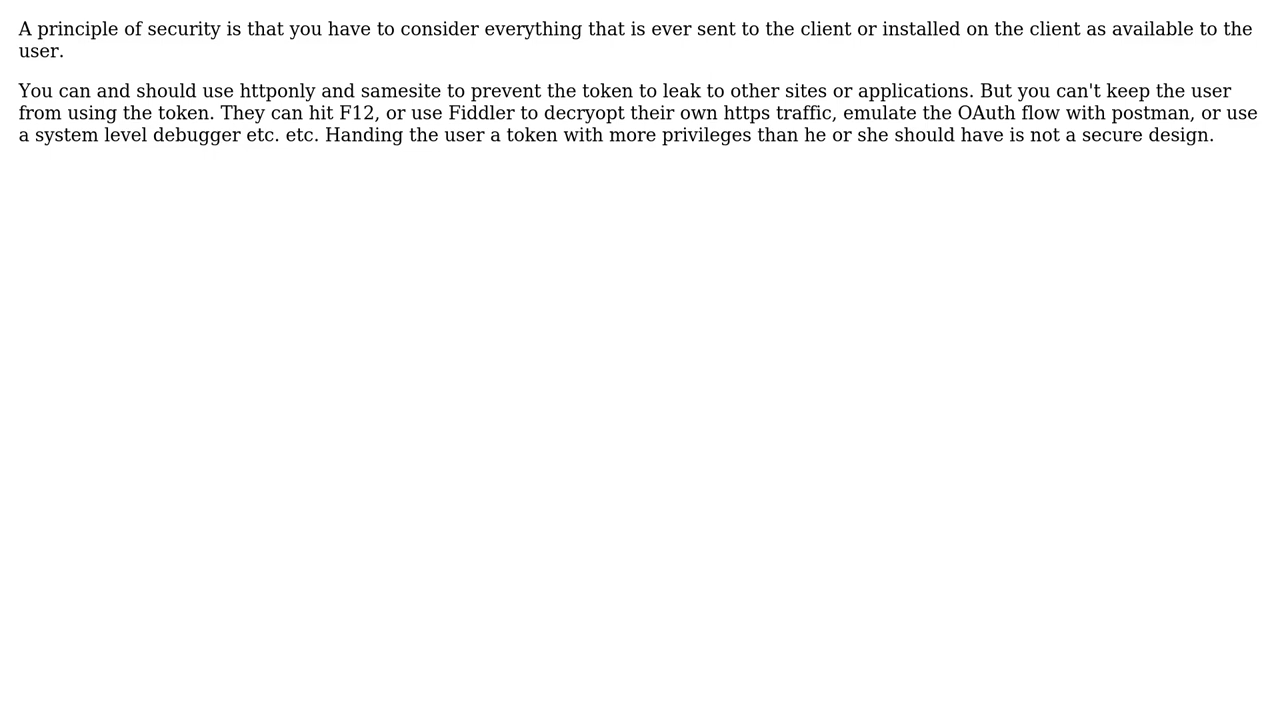 A principle of security is that you have to consider everything that is ever sent to the client or installed on the client as available to the
user.
You can and should use httponly and samesite to prevent the token to leak to other sites or applications. But you can't keep the user
from using the token. They can hit F12, or use Fiddler to decryopt their own https traffic, emulate the OAuth flow with postman, or use
a system level debugger etc. etc. Handing the user a token with more privileges than he or she should have is not a secure design.